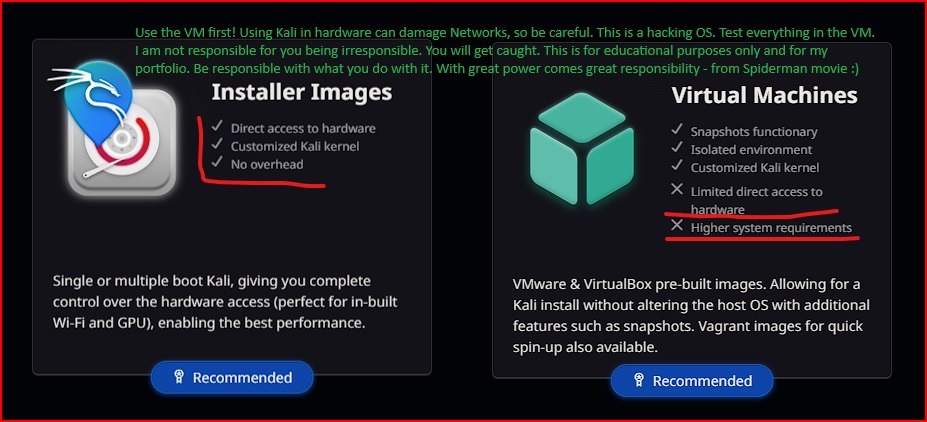 Use the VM first! Using Kali in hardware can damage Networks, so be careful. This is a hacking OS. Test everything in the VM.
I am not responsible for you being irresponsible. You will get caught. This is for educational purposes only and for my
portfolio. Be responsible with what you do with it. With great power comes great responsibility - from Spiderman movie :)
Installer Images
Direct access to hardware
Customized Kali kernel
No overhead
Single or multiple boot Kali, giving you complete
control over the hardware access (perfect for in-built
Wi-Fi and GPU), enabling the best performance.
Recommended
Virtual Machines
Snapshots functionary
Isolated environment
Customized Kali kernel
Limited direct access to
hardware
Higher system requirements
VMware & VirtualBox pre-built images. Allowing for a
Kali install without altering the host OS with additional
features such as snapshots. Vagrant images for quick
spin-up also available.
Recommended